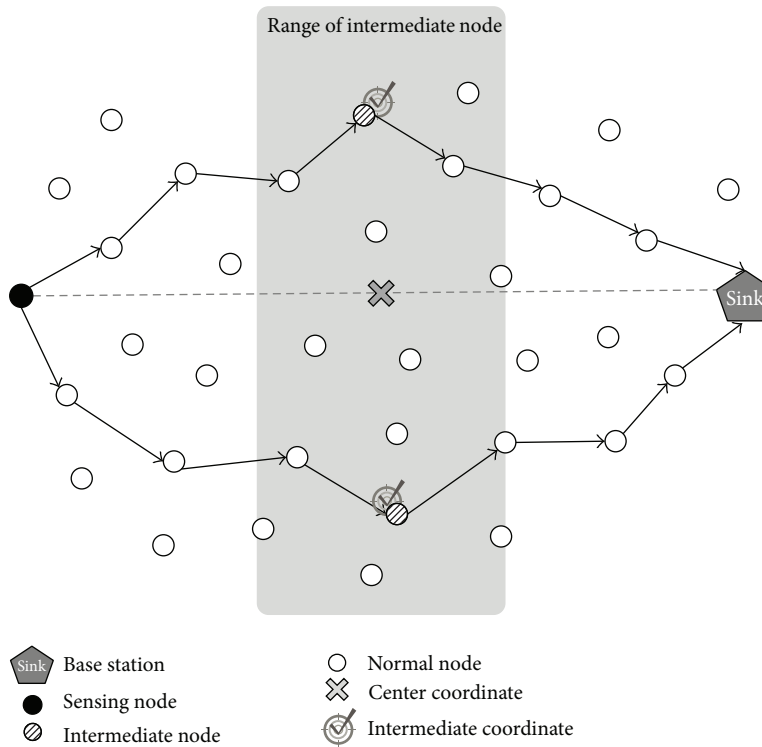 Range of intermediate node
Sink
Sink
Base station
Sensing node
Intermediate node
Normal node
Center coordinate
Intermediate coordinate